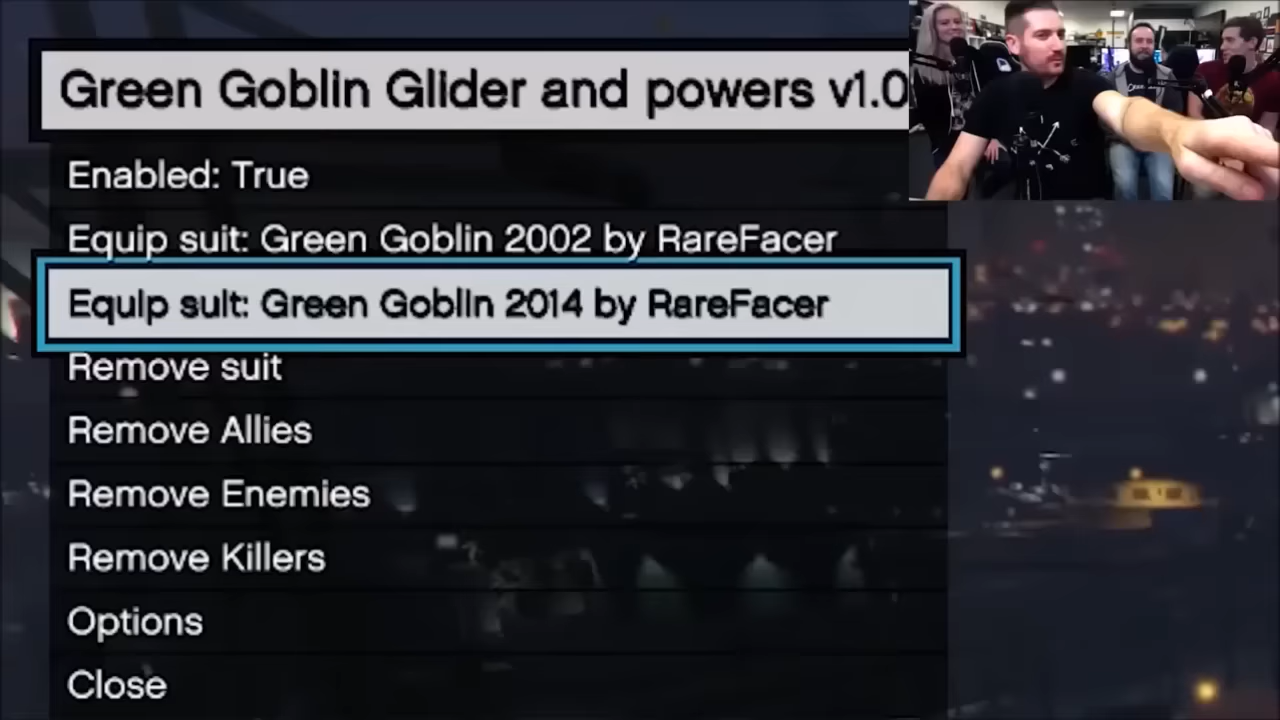 Green Goblin Glider and powers v1.0
Enabled: True
Equip suit: Green Goblin 2002 by RareFacer
Equip suit: Green Goblin 2014 by RareFacer
Remove suit
Remove Allies
Remove Enemies
Remove Killers
Options
Close